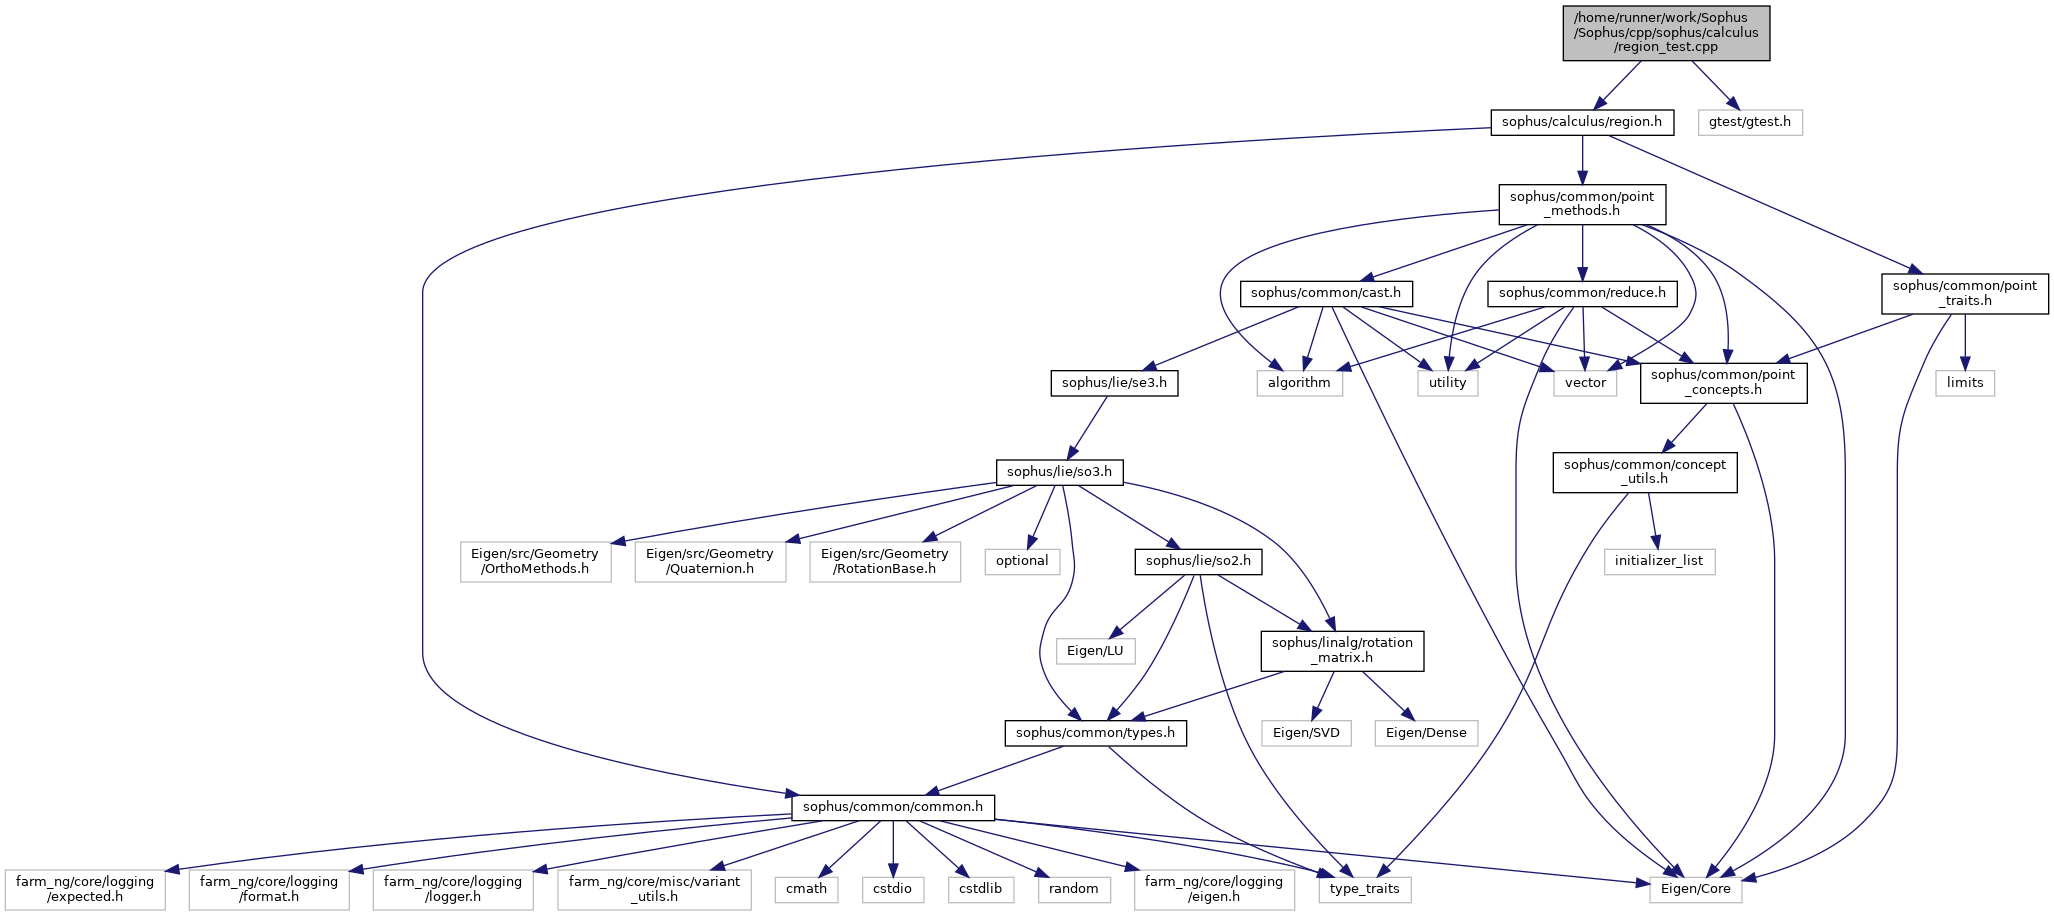 /home/runner/work/Sophus
/Sophus/cpp/sophus/calculus
/region_test.cpp
sophus/calculus/region.h
gtest/gtest.h
sophus/common/point
_methods.h
sophus/common/cast.h
sophus/common/reduce.h
sophus/common/point
_traits.h
sophus/lie/se3.h
algorithm
utility
vector
sophus/common/point
_concepts.h
limits
sophus/lie/so3.h
sophus/common/concept
_utils.h
Eigen/src/Geometry
/OrthoMethods.h
Eigen/src/Geometry
/Quaternion.h
Eigen/src/Geometry
/RotationBase.h
optional
sophus/lie/so2.h
initializer_list
Eigen/LU
sophus/linalg/rotation
_matrix.h
sophus/common/types.h
Eigen/SVD
Eigen/Dense
sophus/common/common.h
farm_ng/core/logging
/expected.h
farm_ng/core/logging
/format.h
farm_ng/core/logging
/logger.h
farm_ng/core/misc/variant
_utils.h
cmath
cstdio
cstdlib
random
farm_ng/core/logging
/eigen.h
type_traits
Eigen/Core